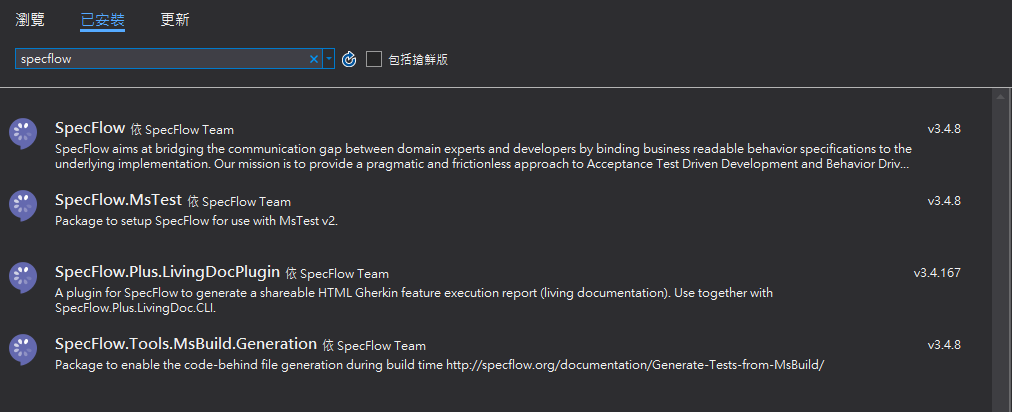 瀏覽 已安裝 更新
specflow 包括搶鮮版
SpecFlow 依 SpecFlow Team v3.4.8
SpecFlow aims at bridging the communication gap between domain experts and developers by binding business readable behavior specifications to the
underlying implementation. Our mission is to provide a pragmatic and frictionless approach to Acceptance Test Driven Development and Behavior Driv...
SpecFlow.MsTest 依 SpecFlow Team v3.4.8
Package to setup SpecFlow for use with MsTest v2.
SpecFlow.Plus.LivingDocPlugin 依 SpecFlow Team v3.4.167
A plugin for SpecFlow to generate a shareable HTML Gherkin feature execution report (living documentation). Use together with
SpecFlow.Plus.LivingDoc.CLI.
SpecFlow.Tools.MsBuild.Generation 依 SpecFlow Team v3.4.8
Package to enable the code-behind file generation during build time http://specflow.org/documentation/Generate-Tests-from-MsBuild/